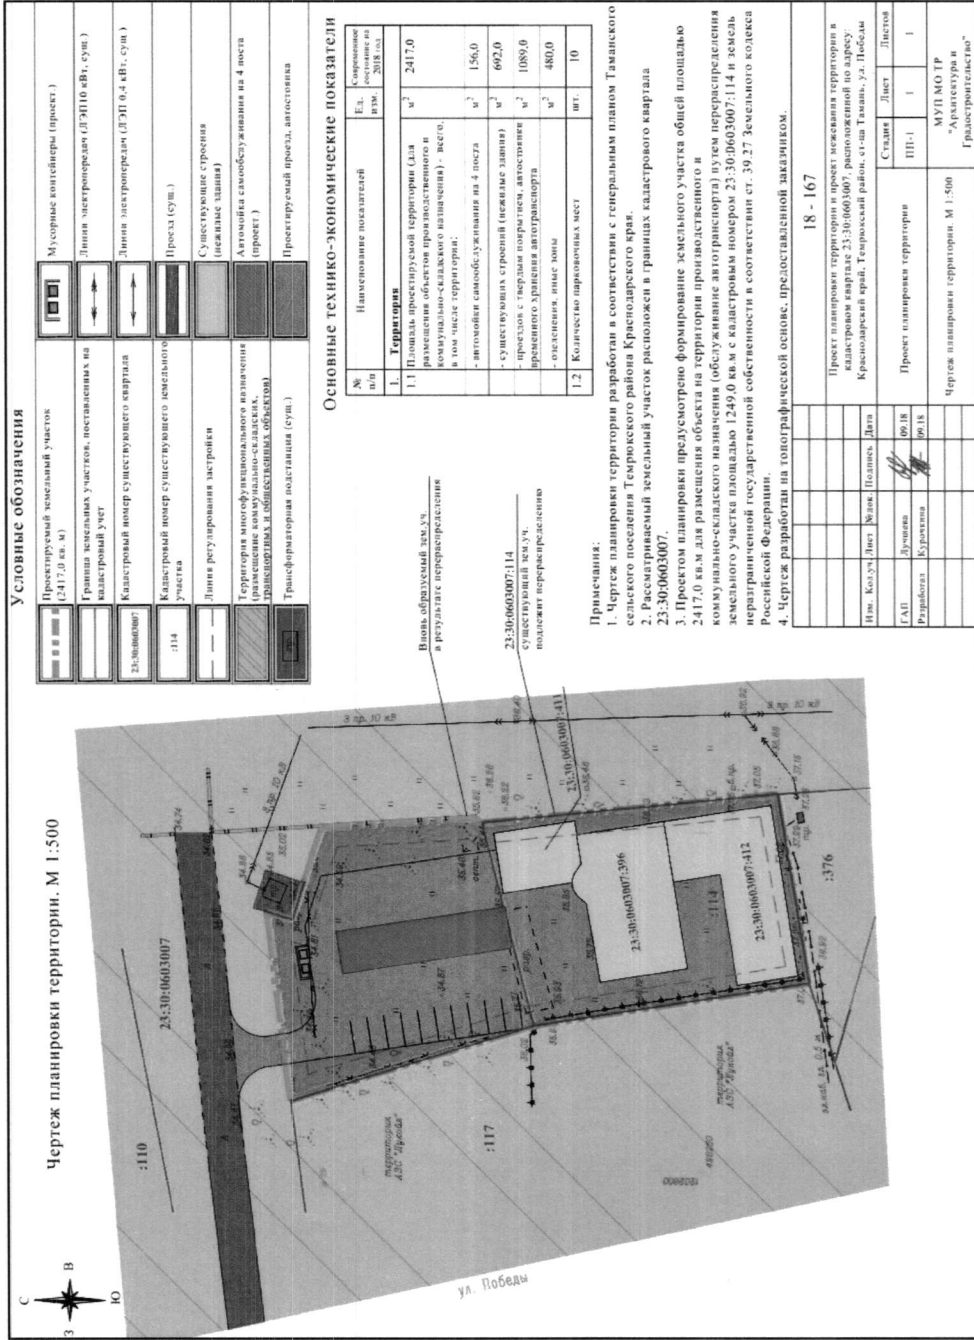 Чертеж планировки территории. М 1:500
С
З
В
Ю
:110
23:30:0603007
:117
:114
:376
23:30:0603007:396
23:30:0603007:412
23:30:0603007:411
территория
АЗС "Лукойл"
территория
АЗС "Лукойл"
ул. Победы
Вновь образуемый зем.уч.
в результате перераспределения
23:30:0603007:114
существующий зем.уч.
подлежит перераспределению
Условные обозначения
Проектируемый земельный участок
(2417,0 кв. м)
Граница земельных участков, поставленных на
кадастровый учет
23:30:0603007
Кадастровый номер существующего квартала
:114
Кадастровый номер существующего земельного
участка
Линия регулирования застройки
Территория многофункционального назначения
(размещение коммунально-складских,
транспортных и общественных объектов)
Трансформаторная подстанция (сущ.)
Мусорные контейнеры (проект.)
Линии электропередач (ЛЭП10 кВт, сущ.)
Линии электропередач (ЛЭП 0,4 кВт, сущ.)
Проезд (сущ.)
Существующие строения
(нежилые здания)
Автомойка самообслуживания на 4 поста
(проект.)
Проектируемый проезд, автостоянка
Основные технико-экономические показатели
№
п/п
Наименование показателей
Ед.
изм.
Современное
состояние на
2018 год
1. Территория
1.1 Площадь проектируемой территории (для
размещения объектов производственного и
коммунально-складского назначения) - всего,
в том числе территории:
м2 2417,0
- автомойки самообслуживания на 4 поста м2 156,0
- существующих строений (нежилые здания) м2 692,0
- проездов с твердым покрытием, автостоянки
временного хранения автотранспорта
м2 1089,0
- озеленения, иные зоны м2 480,0
1.2 Количество парковочных мест шт. 10
Примечания:
1. Чертеж планировки территории разработан в соответствии с генеральным планом Таманского
сельского поселения Темрюкского района Краснодарского края.
2. Рассматриваемый земельный участок расположен в границах кадастрового квартала
23:30:0603007.
3. Проектом планировки предусмотрено формирование земельного участка общей площадью
2417,0 кв.м для размещения объекта на территории производственного и
коммунально-складского назначения (обслуживание автотранспорта) путем перераспределения
земельного участка площадью 1249,0 кв.м с кадастровым номером 23:30:0603007:114 и земель
неразграниченной государственной собственности в соответствии ст. 39.27 Земельного кодекса
Российской Федерации.
4. Чертеж разработан на топографической основе, предоставленной заказчиком.
18 - 167
Проект планировки территории и проект межевания территории в
кадастровом квартале 23:30:0603007, расположенной по адресу:
Краснодарский край, Темрюкский район, ст-ца Тамань, ул. Победы
Изм. Кол.уч. Лист №док. Подпись Дата
ГАП Лучшева 09.18
Разработал Курочкина 09.18
Проект планировки территории
Стадия Лист Листов
ПП-1 1 1
Чертеж планировки территории. М 1:500
МУП МО ТР
"Архитектура и
Градостроительство"